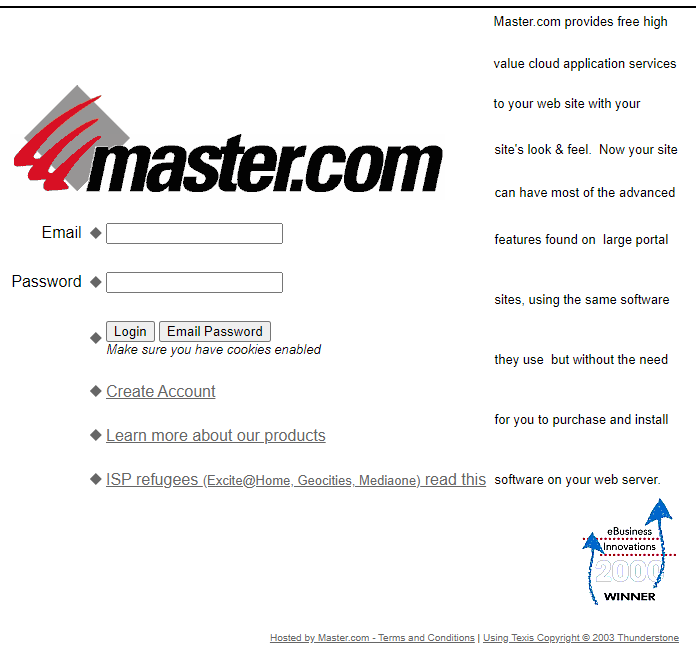 master.com
Email
Password
Login Email Password
Make sure you have cookies enabled
Create Account
Learn more about our products
ISP refugees (Excite@Home, Geocities, Mediaone) read this
Master.com provides free high
value cloud application services
to your web site with your
site's look & feel.  Now your site
can have most of the advanced
features found on  large portal
sites, using the same software
they use  but without the need
for you to purchase and install
software on your web server.
eBusiness
Innovations
2000
WINNER
Hosted by Master.com - Terms and Conditions | Using Texis Copyright © 2003 Thunderstone